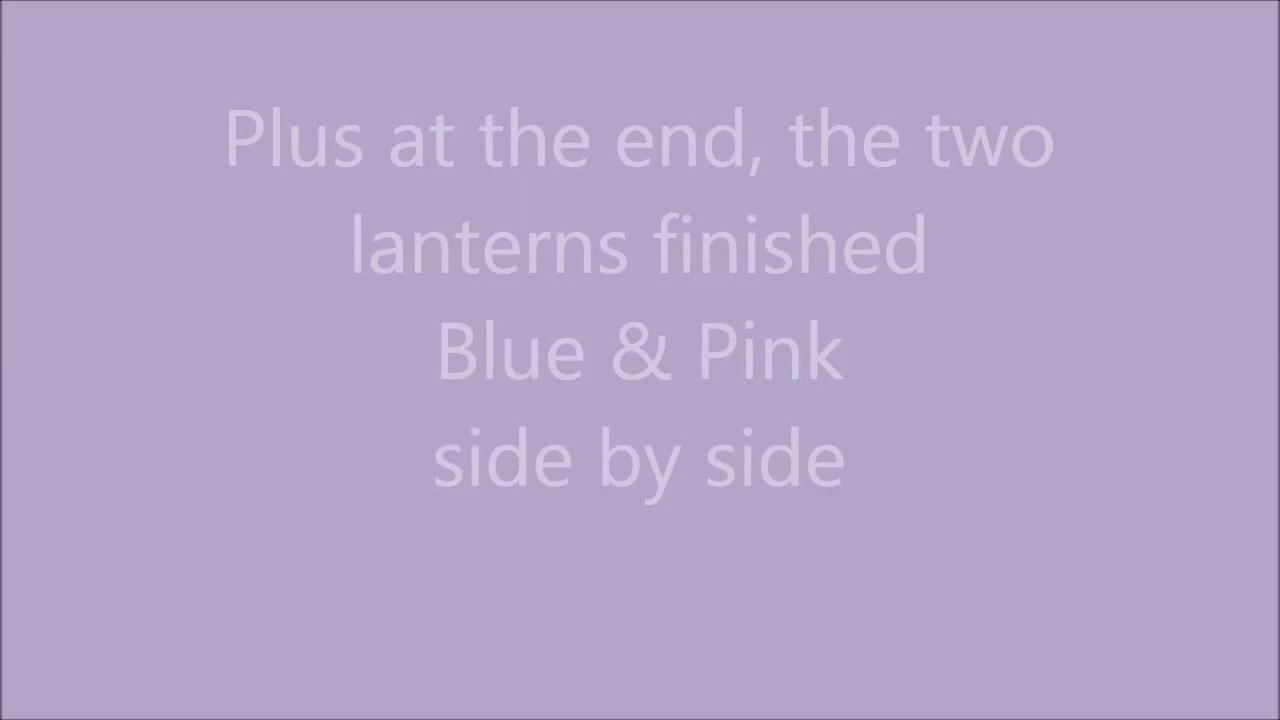 Plus at the end, the two
lanterns finished
Blue & Pink
side by side